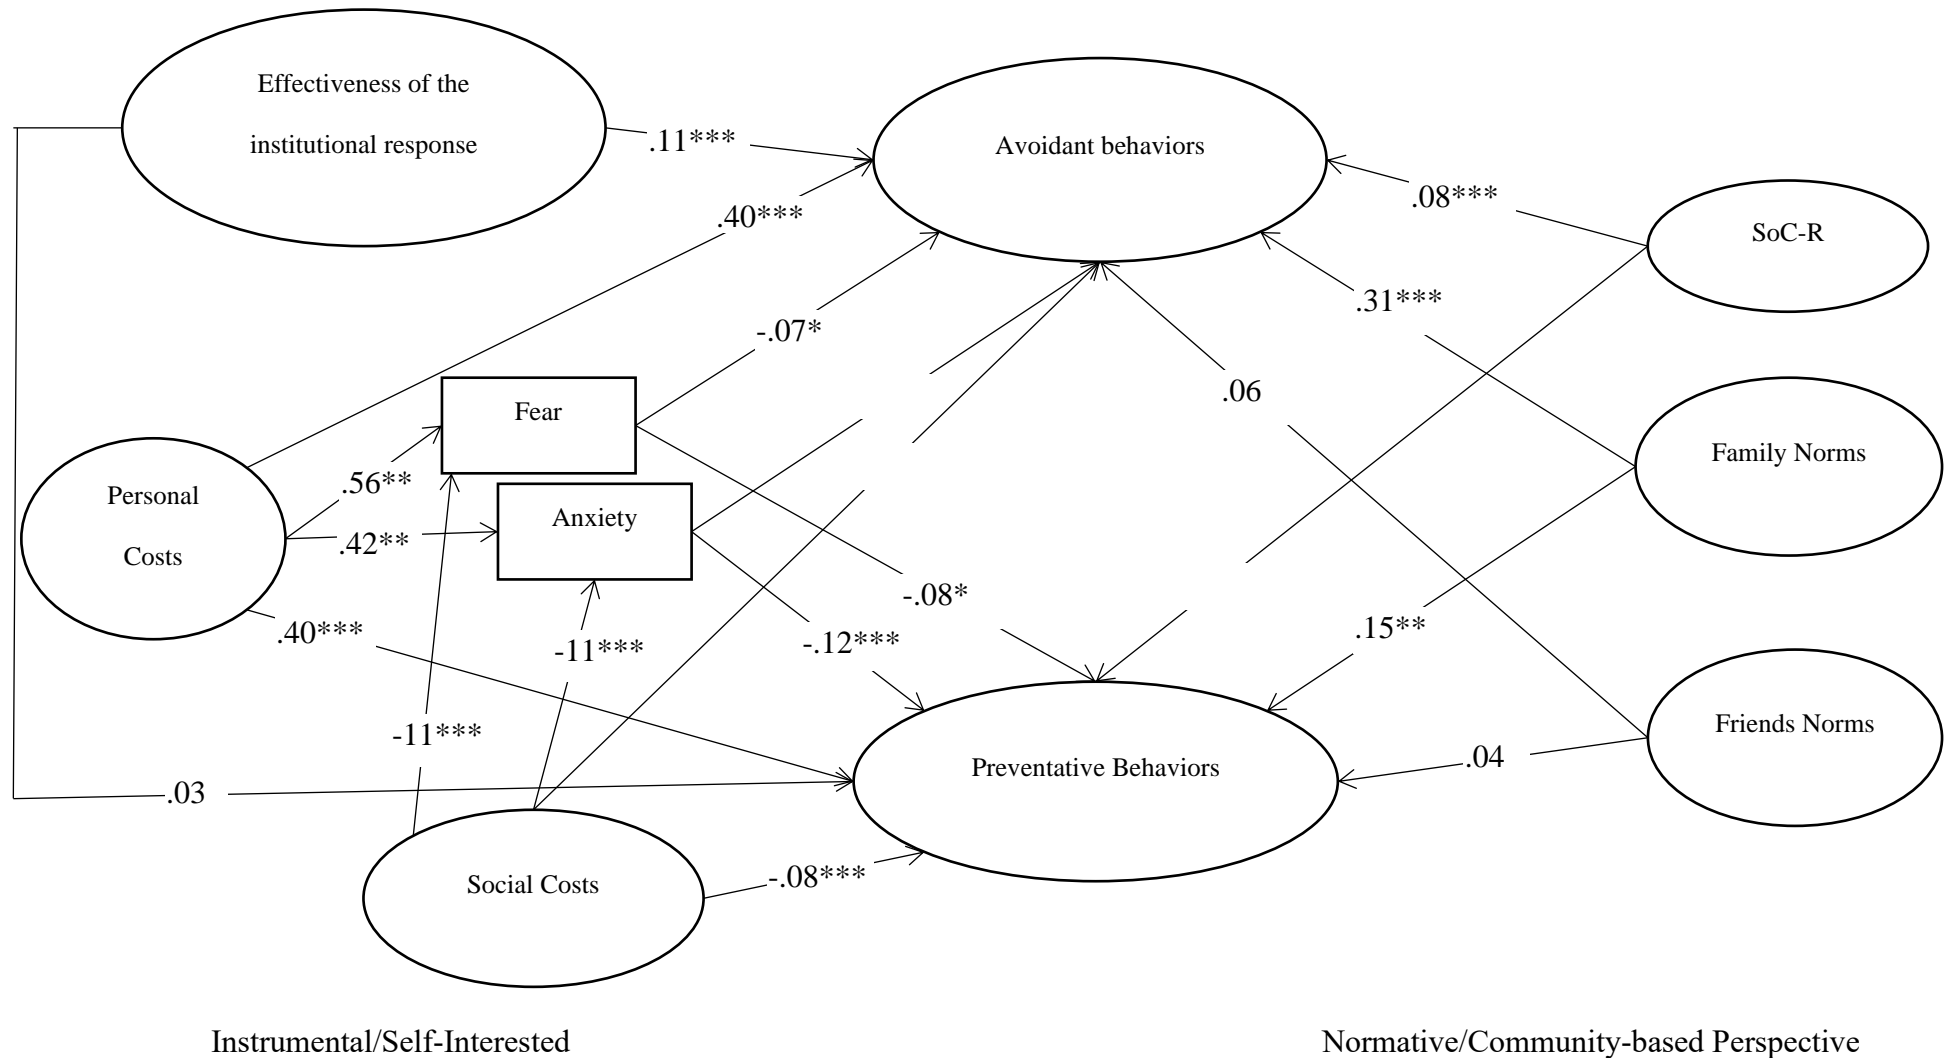 Effectiveness of the
institutional response
Avoidant behaviors
.11***
.08***
SoC-R
.40***
.31***
-.07*
.06
Fear
Family Norms
.56**
Personal
Costs
Anxiety
.42**
-.08*
.40***
-11***
-.12***
.15**
-11***
Friends Norms
.04
Preventative Behaviors
.03
-.08***
Social Costs
Instrumental/Self-Interested
Normative/Community-based Perspective